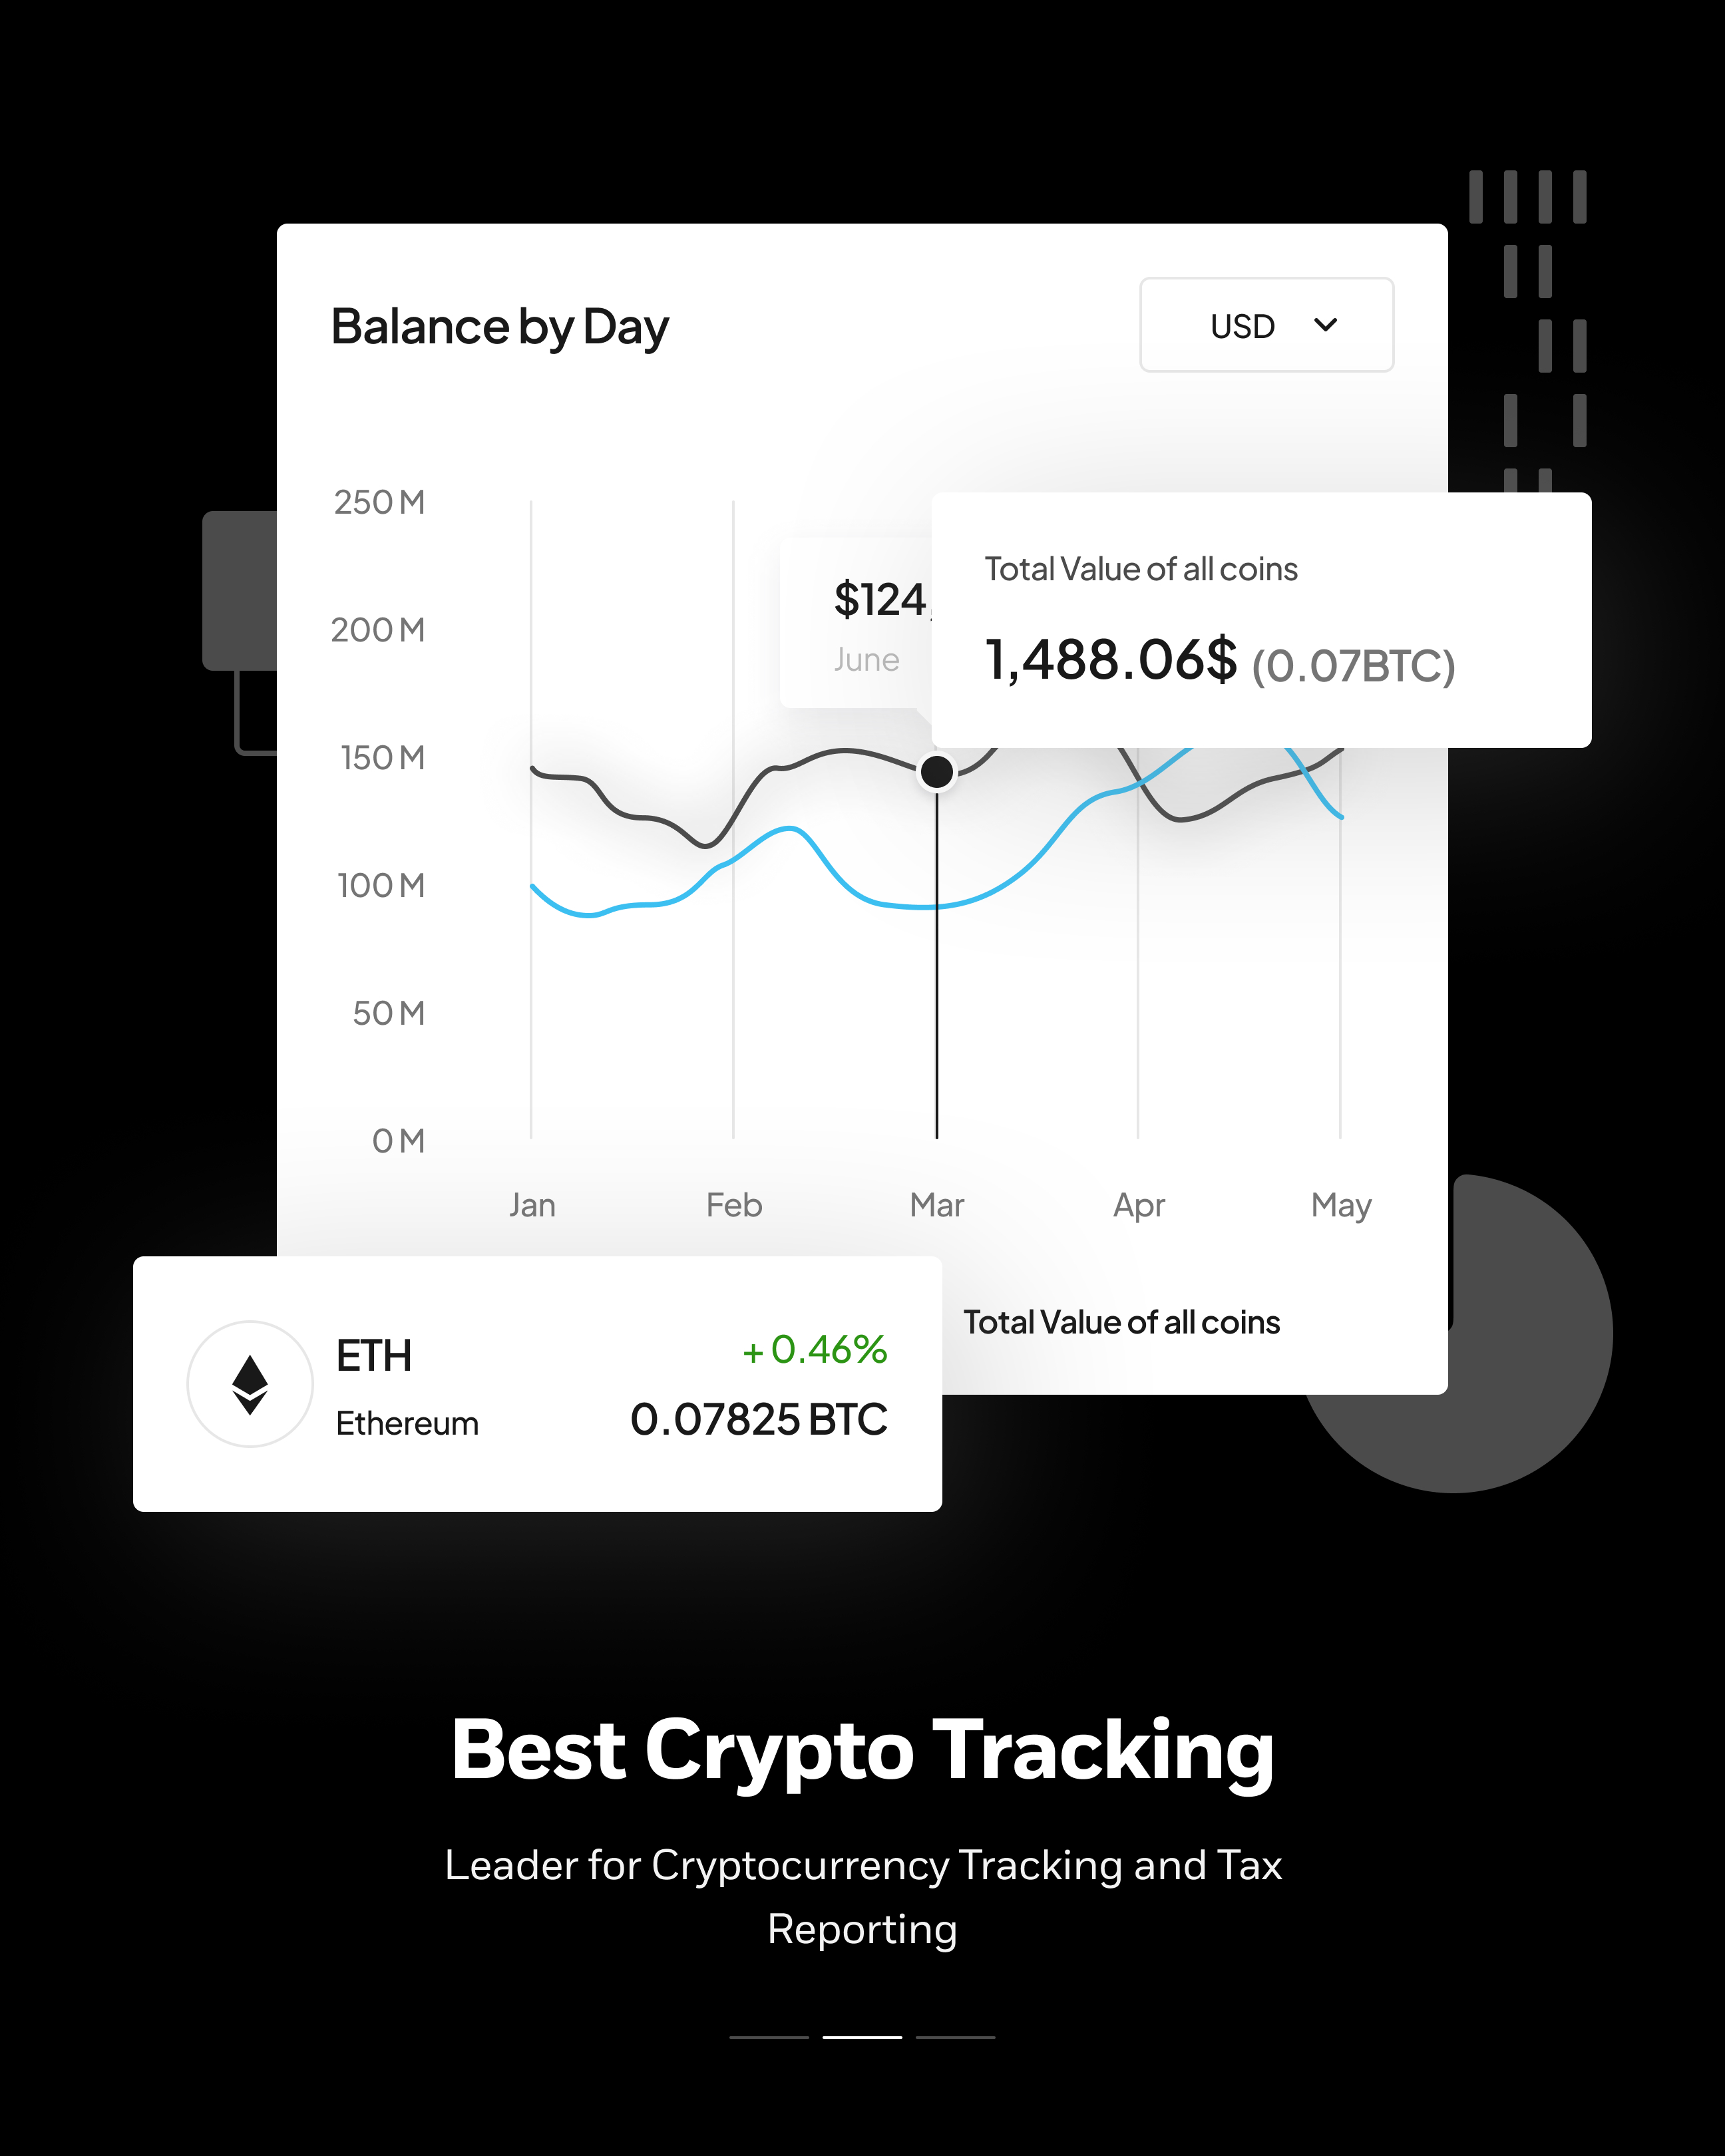 Balance by Day
USD
250 M
Total Value of all coins
$124,
200 M
1,488.06$ (0.07BTC)
June
150 M
100 M
50 M
0 M
Jan Feb Mar Apr May
ETH
+ 0.46%
Ethereum
0.07825 BTC
Total Value of all coins
Best Crypto Tracking
Leader for Cryptocurrency Tracking and Tax
Reporting